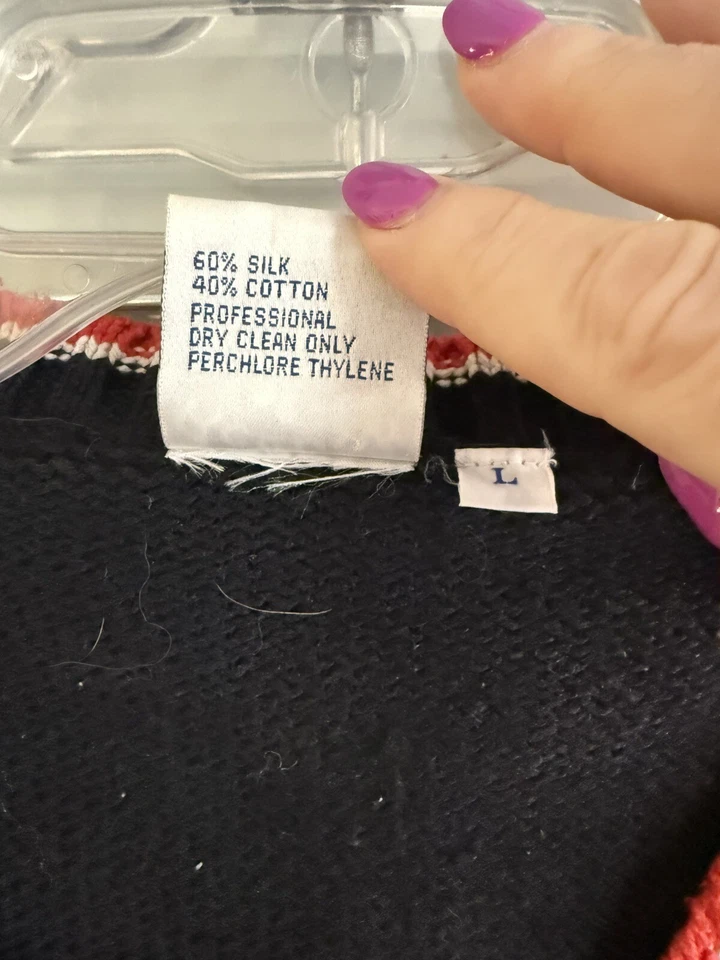 60% SILK
40% COTTON
PROFESSIONAL
DRY CLEAN ONLY
PERCHLORE THYLENE
L